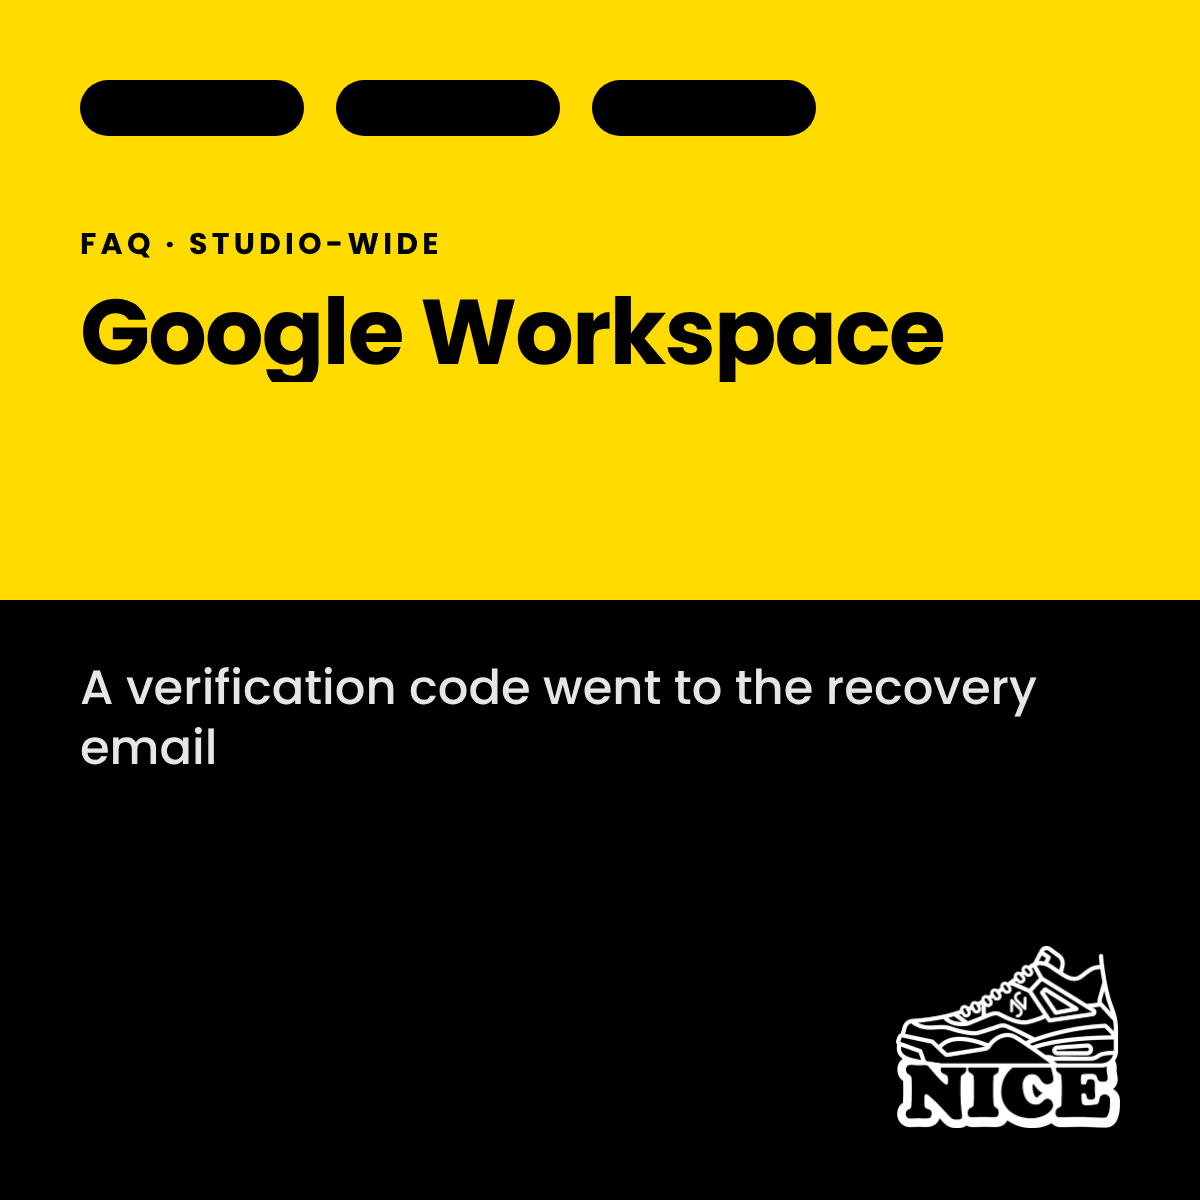 FAQ · STUDIO-WIDE
Google Workspace
A verification code went to the recovery
email
NICE